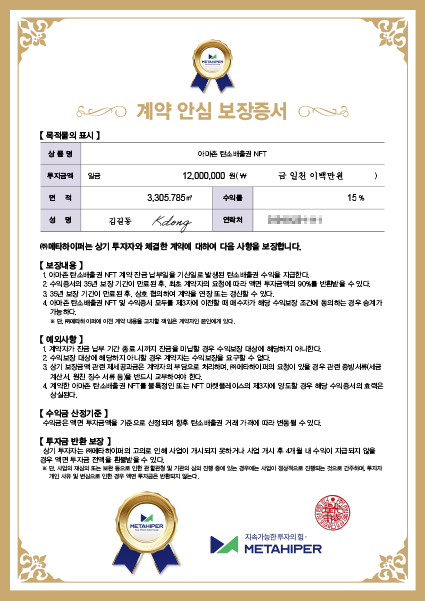 METAHIPER
계약 안심 보장증서
【 목적물의 표시 】
상 품 명 아마존 탄소배출권 NFT
투자금액 일금 12,000,000 원( ₩ 금 일천 이백만원 )
면 적 3,305.785㎡ 수익률 15 %
성 명 김길동 Kdong 연락처
㈜메타하이퍼는 상기 투자자와 체결한 계약에 대하여 다음 사항을 보장합니다.
【 보장내용 】
1. 아마존 탄소배출권 NFT 계약 잔금 납부일을 기산일로 발생된 탄소배출권 수익을 지급한다.
2. 수익증서의 35년 보장 기간이 만료된 후, 최초 계약자의 요청에 따라 액면 투자금액의 90%를 반환받을 수 있다.
3. 35년 보장 기간이 만료된 후, 상호 협의하여 계약을 연장 또는 갱신할 수 있다.
4. 아마존 탄소배출권 NFT 및 수익증서 모두를 제3자에 이전할 때 매수자가 해당 수익보장 조건에 동의하는 경우 승계가
가능하다.
※ 단, ㈜메타하이퍼에 이전 계약 내용을 고지할 책임은 계약자인 본인에게 있다.
【 예외사항 】
1. 계약자가 잔금 납부 기간 종료 시까지 잔금을 미납할 경우 수익보장 대상에 해당하지 아니한다.
2. 수익보장 대상에 해당하지 아니할 경우 계약자는 수익보장을 요구할 수 없다.
3. 상기 보장금액 관련 제세공과금은 계약자의 부담으로 처리하며, ㈜메타하이퍼의 요청이 있을 경우 관련 증빙서류(세금
계산서, 원진 징수 서류 등)을 반드시 교부하여야 한다.
4. 계약한 아마존 탄소배출권 NFT를 불특정인 또는 NFT 마켓플레이스의 제3자에 양도할 경우 해당 수익증서의 효력은
상실된다.
【 수익금 산정기준 】
수익금은 액면 투자금액을 기준으로 산정되며 향후 탄소배출권 거래 가격에 따라 변동될 수 있다.
【 투자금 반환 보장 】
상기 투자자는 ㈜메타하이퍼의 고의로 인해 사업이 개시되지 못하거나 사업 개시 후 4개월 내 수익이 지급되지 않을
경우 액면 투자금 전액을 환불받을 수 있다.
※ 단, 사업의 재심의 또는 보완 등으로 인한 관할관청 및 기관의 심의 진행 중에 있는 경우에는 사업이 정상적으로 진행되는 것으로 간주하며, 투자자
개인 사유 및 변심으로 인한 경우 액면 투자금은 반환되지 않는다.
METAHIPER
지속가능한 투자의 힘 -
METAHIPER